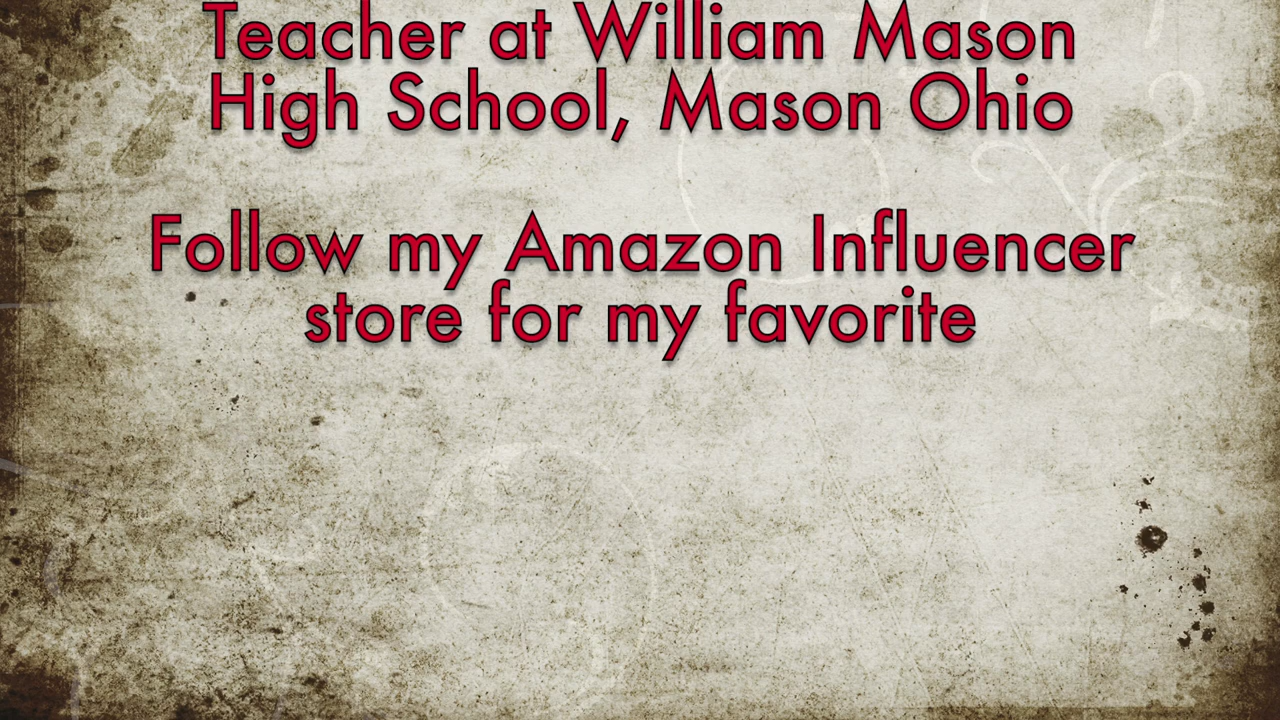 Teacher at William Mason
High School, Mason Ohio
Follow my Amazon Influencer
store for my favorite